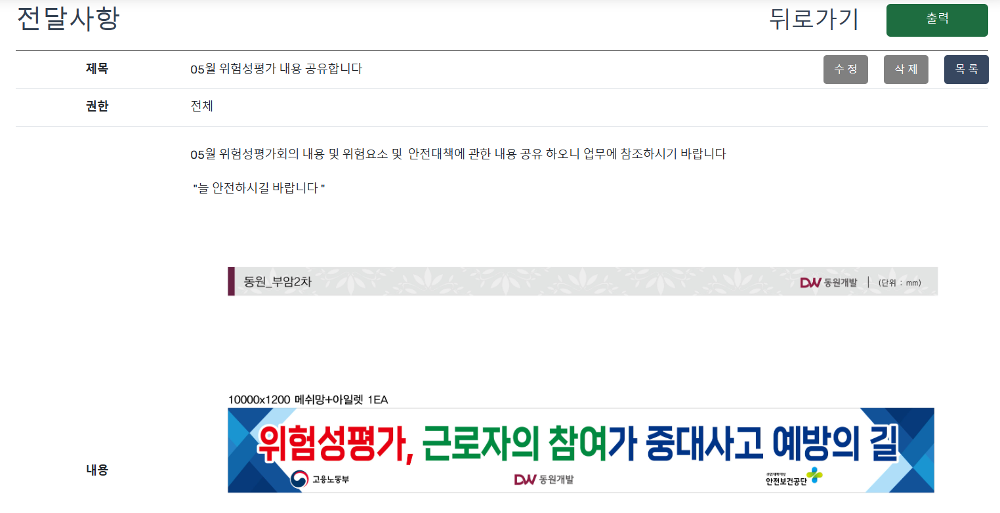 전달사항
뒤로가기
출력
제목
05월 위험성평가 내용 공유합니다
수 정
삭 제
목 록
권한
전체
05월 위험성평가회의 내용 및 위험요소 및 안전대책에 관한 내용 공유 하오니 업무에 참조하시기 바랍니다
"늘 안전하시길 바랍니다 "
동원_부암2차
DW 동원개발 | (단위 : mm)
10000x1200 메쉬망+아일렛 1EA
위험성평가, 근로자의 참여가 중대사고 예방의 길
고용노동부
DW 동원개발
산업재해예방
안전보건공단
내용